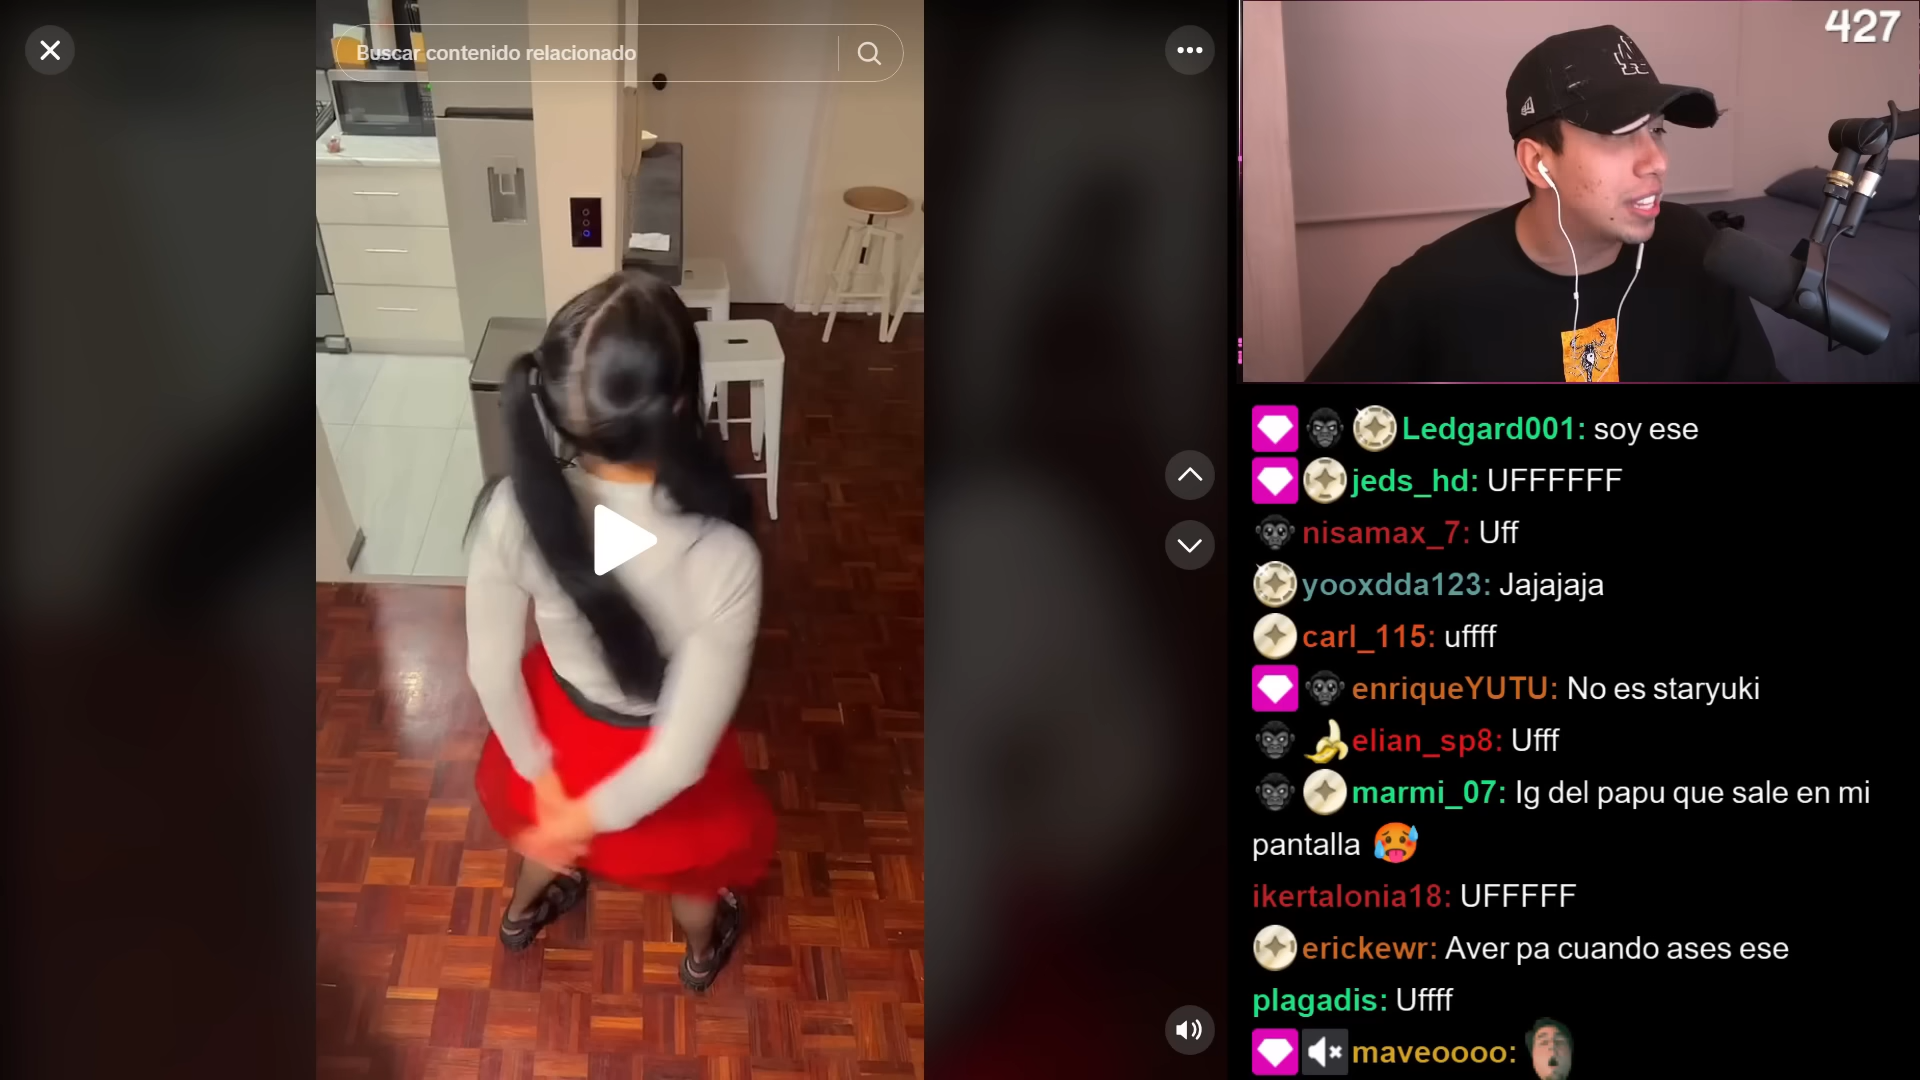 Buscar contenido relacionado
427
Ledgard001: soy ese
jeds_hd: UFFFFFF
nisamax_7: Uff
yooxdda123: Jajajaja
carl_115: uffff
enriqueYUTU: No es staryuki
elian_sp8: Ufff
marmi_07: Ig del papu que sale en mi
pantalla 🥵
ikertalonia18: UFFFFF
erickewr: Aver pa cuando ases ese
plagadis: Uffff
maveoooo: